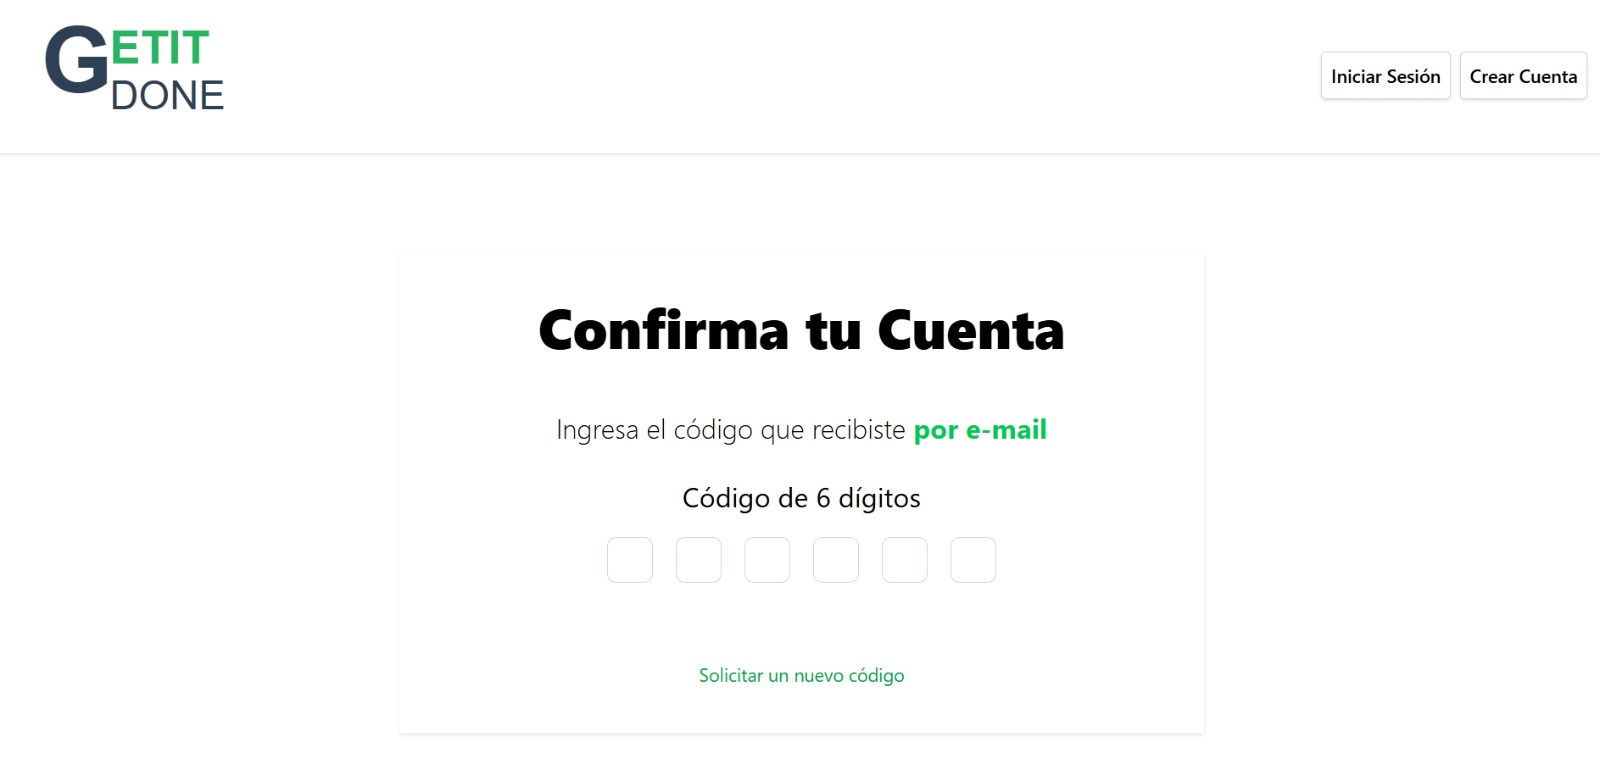 GETIT
DONE
Iniciar Sesión
Crear Cuenta
Confirma tu Cuenta
Ingresa el código que recibiste por e-mail
Código de 6 dígitos
Solicitar un nuevo código